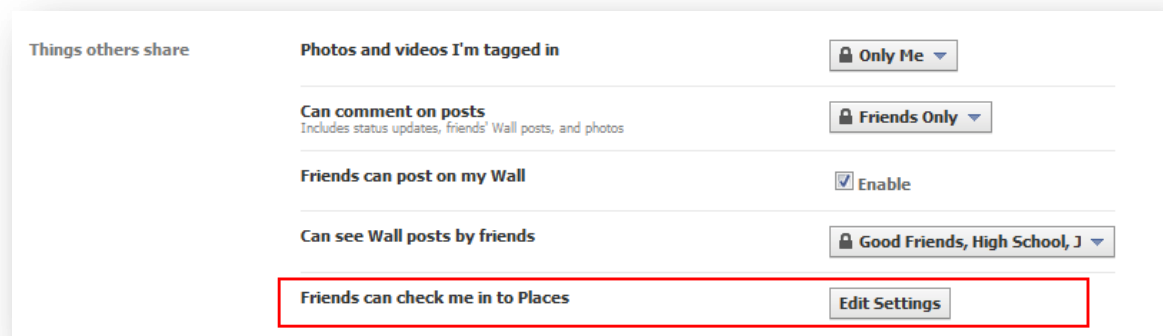 Things others share
Photos and videos I'm tagged in
Only Me
Can comment on posts
Includes status updates, friends' Wall posts, and photos
Friends Only
Friends can post on my Wall
Enable
Can see Wall posts by friends
Good Friends, High School, J
Friends can check me in to Places
Edit Settings